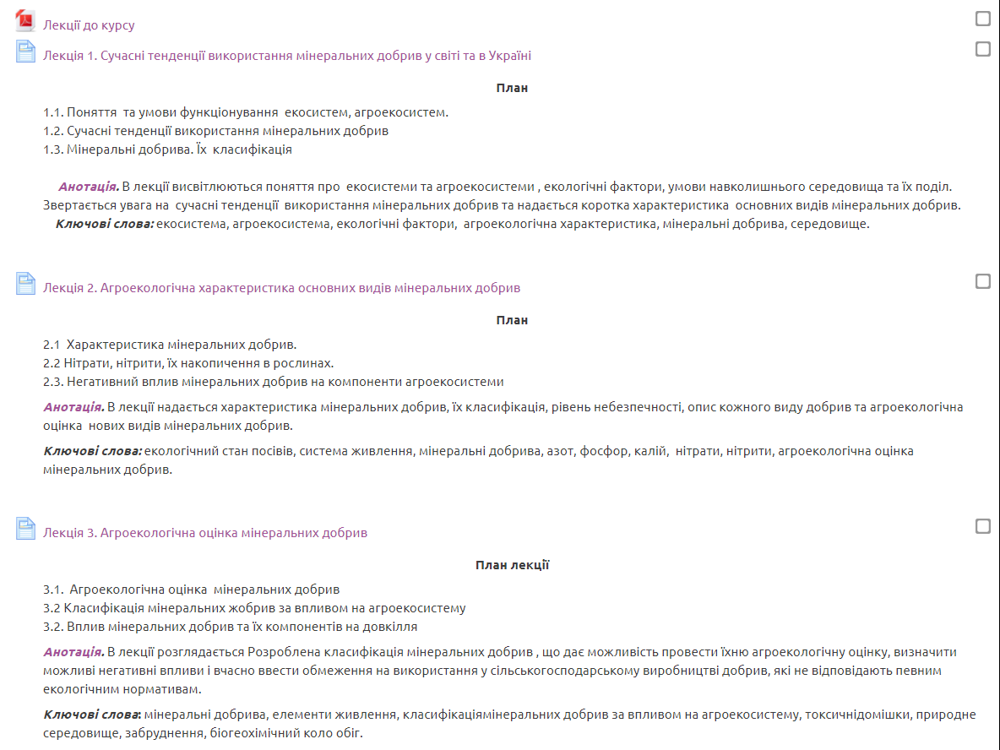 Лекції до курсу
Лекція 1. Сучасні тенденції використання мінеральних добрив у світі та в Україні
План
1.1. Поняття та умови функціонування екосистем, агроекосистем.
1.2. Сучасні тенденції використання мінеральних добрив
1.3. Мінеральні добрива. Їх класифікація
Анотація. В лекції висвітлюються поняття про екосистеми та агроекосистеми , екологічні фактори, умови навколишнього середовища та їх поділ.
Звертається увага на сучасні тенденції використання мінеральних добрив та надається коротка характеристика основних видів мінеральних добрив.
Ключові слова: екосистема, агроекосистема, екологічні фактори, агроекологічна характеристика, мінеральні добрива, середовище.
Лекція 2. Агроекологічна характеристика основних видів мінеральних добрив
План
2.1 Характеристика мінеральних добрив.
2.2 Нітрати, нітрити, їх накопичення в рослинах.
2.3. Негативний вплив мінеральних добрив на компоненти агроекосистеми
Анотація. В лекції надається характеристика мінеральних добрив, їх класифікація, рівень небезпечності, опис кожного виду добрив та агроекологічна
оцінка нових видів мінеральних добрив.
Ключові слова: екологічний стан посівів, система живлення, мінеральні добрива, азот, фосфор, калій, нітрати, нітрити, агроекологічна оцінка
мінеральних добрив.
Лекція 3. Агроекологічна оцінка мінеральних добрив
План лекції
3.1. Агроекологічна оцінка мінеральних добрив
3.2 Класифікація мінеральних жобрив за впливом на агроекосистему
3.2. Вплив мінеральних добрив та їх компонентів на довкілля
Анотація. В лекції розглядається Розроблена класифікація мінеральних добрив , що дає можливість провести їхню агроекологічну оцінку, визначити
можливі негативні впливи і вчасно ввести обмеження на використання у сільськогосподарському виробництві добрив, які не відповідають певним
екологічним нормативам.
Ключові слова: мінеральні добрива, елементи живлення, класифікаціямінеральних добрив за впливом на агроекосистему, токсичнідомішки, природне
середовище, забруднення, біогеохімічний коло обіг.